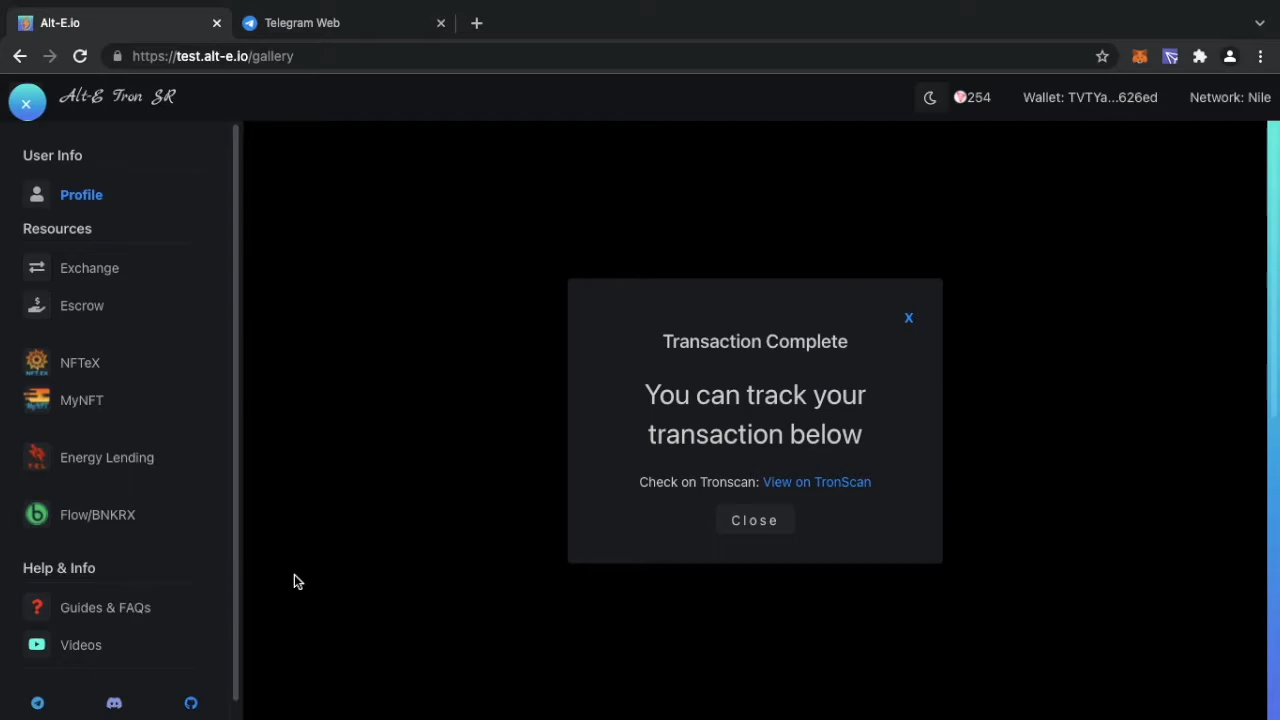 Alt-E.io
Telegram Web
https://test.alt-e.io/gallery
Alt-E Tron SR
254
Wallet: TVTYa...626ed
Network: Nile
User Info
Profile
Resources
Exchange
Escrow
NFTeX
MyNFT
Energy Lending
Flow/BNKRX
Help & Info
Guides & FAQs
Videos
X
Transaction Complete
You can track your
transaction below
Check on Tronscan: View on TronScan
Close